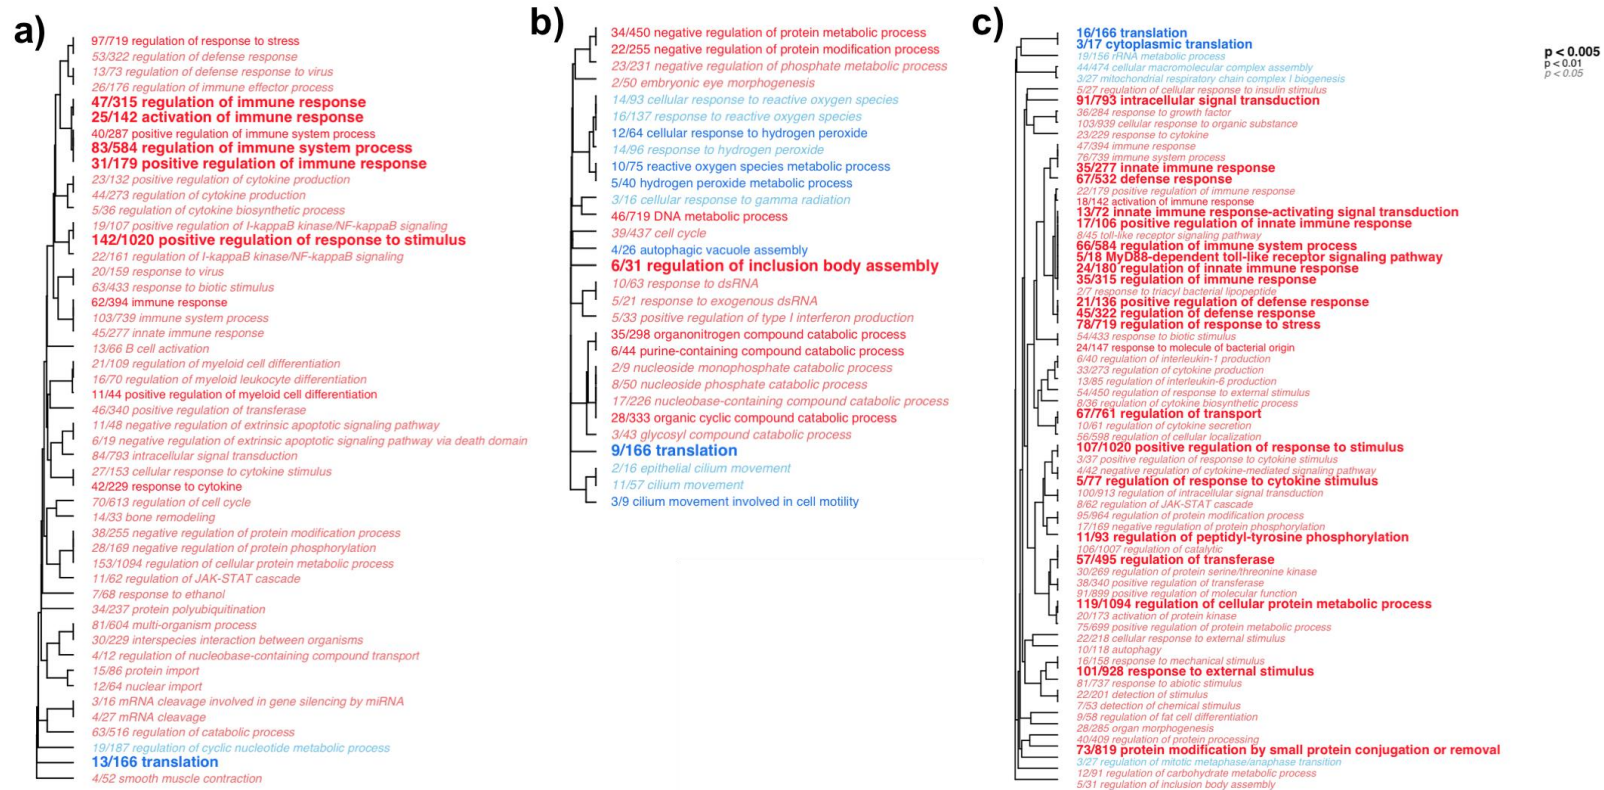 a)
97/719 regulation of response to stress
53/322 regulation of defense response
13/73 regulation of defense response to virus
26/176 regulation of immune effector process
47/315 regulation of immune response
25/142 activation of immune response
40/287 positive regulation of immune system process
83/584 regulation of immune system process
31/179 positive regulation of immune response
23/132 positive regulation of cytokine production
44/273 regulation of cytokine production
5/36 regulation of cytokine biosynthetic process
19/107 positive regulation of I-kappaB kinase/NF-kappaB signaling
142/1020 positive regulation of response to stimulus
22/161 regulation of I-kappaB kinase/NF-kappaB signaling
20/159 response to virus
63/433 response to biotic stimulus
62/394 immune response
103/739 immune system process
45/277 innate immune response
13/66 B cell activation
21/109 regulation of myeloid cell differentiation
16/70 regulation of myeloid leukocyte differentiation
11/44 positive regulation of myeloid cell differentiation
46/340 positive regulation of transferase
11/48 negative regulation of extrinsic apoptotic signaling pathway
6/19 negative regulation of extrinsic apoptotic signaling pathway via death domain
84/793 intracellular signal transduction
27/153 cellular response to cytokine stimulus
42/229 response to cytokine
70/613 regulation of cell cycle
14/33 bone remodeling
38/255 negative regulation of protein modification process
28/169 negative regulation of protein phosphorylation
153/1094 regulation of cellular protein metabolic process
11/62 regulation of JAK-STAT cascade
7/68 response to ethanol
34/237 protein polyubiquitination
81/604 multi-organism process
30/229 interspecies interaction between organisms
4/12 regulation of nucleobase-containing compound transport
15/86 protein import
12/64 nuclear import
3/16 mRNA cleavage involved in gene silencing by miRNA
4/27 mRNA cleavage
63/516 regulation of catabolic process
19/187 regulation of cyclic nucleotide metabolic process
13/166 translation
4/52 smooth muscle contraction
b)
34/450 negative regulation of protein metabolic process
22/255 negative regulation of protein modification process
23/231 negative regulation of phosphate metabolic process
2/50 embryonic eye morphogenesis
14/93 cellular response to reactive oxygen species
16/137 response to reactive oxygen species
12/64 cellular response to hydrogen peroxide
14/96 response to hydrogen peroxide
10/75 reactive oxygen species metabolic process
5/40 hydrogen peroxide metabolic process
3/16 cellular response to gamma radiation
46/719 DNA metabolic process
39/437 cell cycle
4/26 autophagic vacuole assembly
6/31 regulation of inclusion body assembly
10/63 response to dsRNA
5/21 response to exogenous dsRNA
5/33 positive regulation of type I interferon production
35/298 organonitrogen compound catabolic process
6/44 purine-containing compound catabolic process
2/9 nucleoside monophosphate catabolic process
8/50 nucleoside phosphate catabolic process
17/226 nucleobase-containing compound catabolic process
28/333 organic cyclic compound catabolic process
3/43 glycosyl compound catabolic process
9/166 translation
2/16 epithelial cilium movement
11/57 cilium movement
3/9 cilium movement involved in cell motility
c)
16/166 translation
3/17 cytoplasmic translation
19/156 rRNA metabolic process
44/474 cellular macromolecular complex assembly
3/27 mitochondrial respiratory chain complex I biogenesis
5/27 regulation of cellular response to insulin stimulus
91/793 intracellular signal transduction
36/284 response to growth factor
103/939 cellular response to organic substance
23/229 response to cytokine
47/394 immune response
76/739 immune system process
35/277 innate immune response
67/532 defense response
22/179 positive regulation of immune response
18/142 activation of immune response
13/72 innate immune response-activating signal transduction
17/106 positive regulation of innate immune response
8/45 toll-like receptor signaling pathway
66/584 regulation of immune system process
5/18 MyD88-dependent toll-like receptor signaling pathway
24/180 regulation of innate immune response
35/315 regulation of immune response
2/7 response to triacyl bacterial lipopeptide
21/136 positive regulation of defense response
45/322 regulation of defense response
78/719 regulation of response to stress
54/433 response to biotic stimulus
24/147 response to molecule of bacterial origin
6/40 regulation of interleukin-1 production
33/273 regulation of cytokine production
13/85 regulation of interleukin-6 production
54/450 regulation of response to external stimulus
8/36 regulation of cytokine biosynthetic process
67/761 regulation of transport
10/61 regulation of cytokine secretion
56/598 regulation of cellular localization
107/1020 positive regulation of response to stimulus
3/37 positive regulation of response to cytokine stimulus
4/42 negative regulation of cytokine-mediated signaling pathway
5/77 regulation of response to cytokine stimulus
100/913 regulation of intracellular signal transduction
8/62 regulation of JAK-STAT cascade
95/964 regulation of protein modification process
17/169 negative regulation of protein phosphorylation
11/93 regulation of peptidyl-tyrosine phosphorylation
106/1007 regulation of catalytic
57/495 regulation of transferase
30/269 regulation of protein serine/threonine kinase
38/340 positive regulation of transferase
91/899 positive regulation of molecular function
119/1094 regulation of cellular protein metabolic process
20/173 activation of protein kinase
75/699 positive regulation of protein metabolic process
22/218 cellular response to external stimulus
10/118 autophagy
16/158 response to mechanical stimulus
101/928 response to external stimulus
81/737 response to abiotic stimulus
22/201 detection of stimulus
7/53 detection of chemical stimulus
9/58 regulation of fat cell differentiation
28/285 organ morphogenesis
40/409 regulation of protein processing
73/819 protein modification by small protein conjugation or removal
3/27 regulation of mitotic metaphase/anaphase transition
12/91 regulation of carbohydrate metabolic process
5/31 regulation of inclusion body assembly
p < 0.005
p < 0.01
p < 0.05